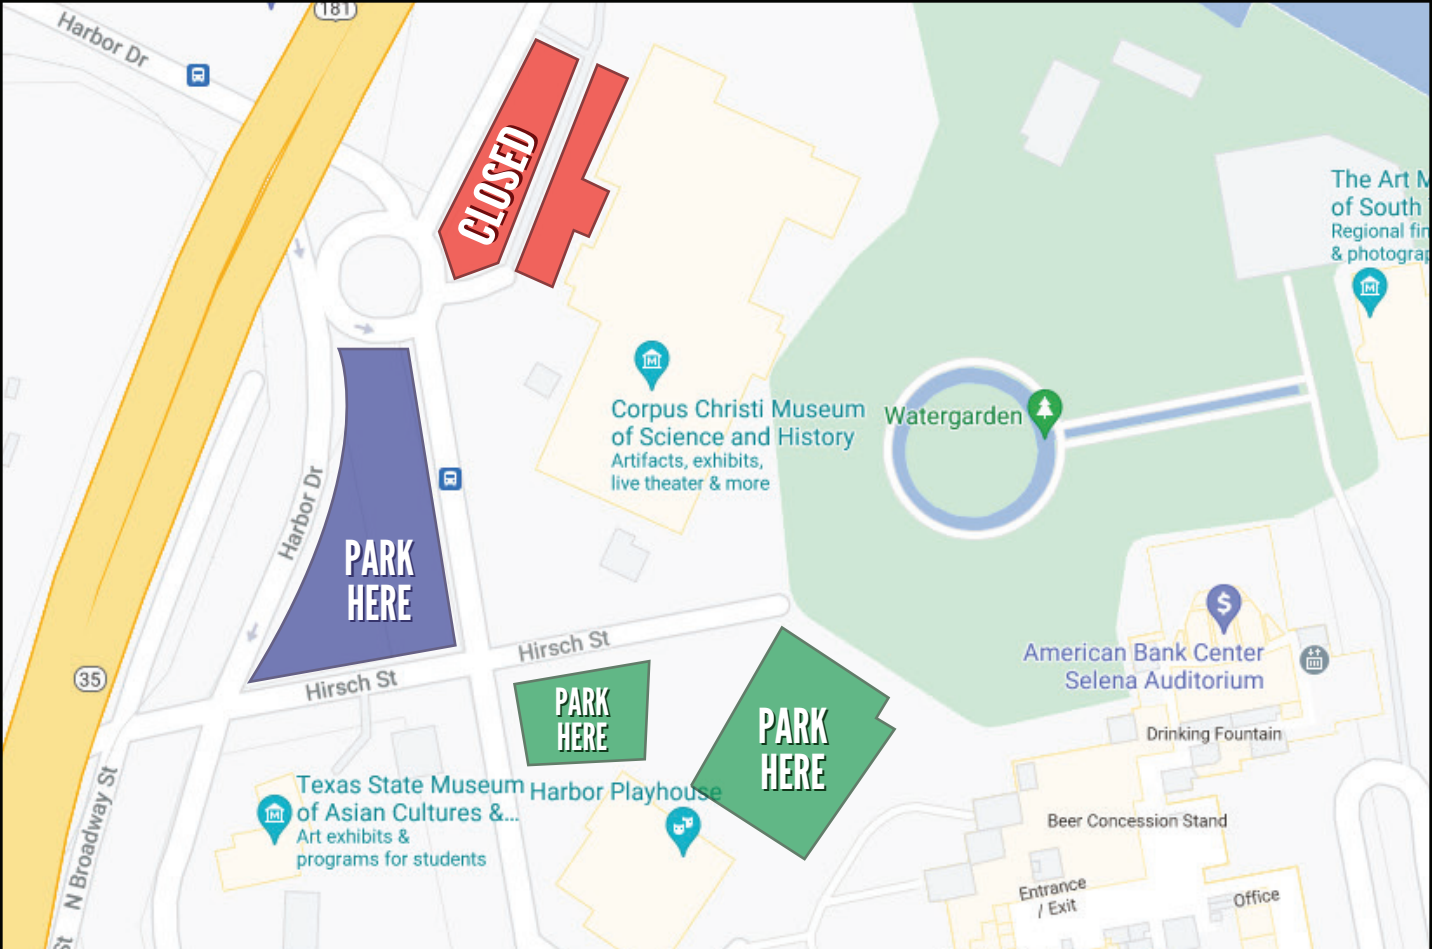 181
Harbor Dr
CLOSED
The Art M
of South
Regional fin
& photograp
Corpus Christi Museum
of Science and History
Artifacts, exhibits,
live theater & more
Watergarden
Harbor Dr
PARK
HERE
35
Hirsch St
Hirsch St
PARK
HERE
PARK
HERE
$
American Bank Center
Selena Auditorium
Drinking Fountain
Texas State Museum
of Asian Cultures &...
Art exhibits &
programs for students
Harbor Playhouse
N Broadway St
Beer Concession Stand
Entrance
/ Exit
Office
St